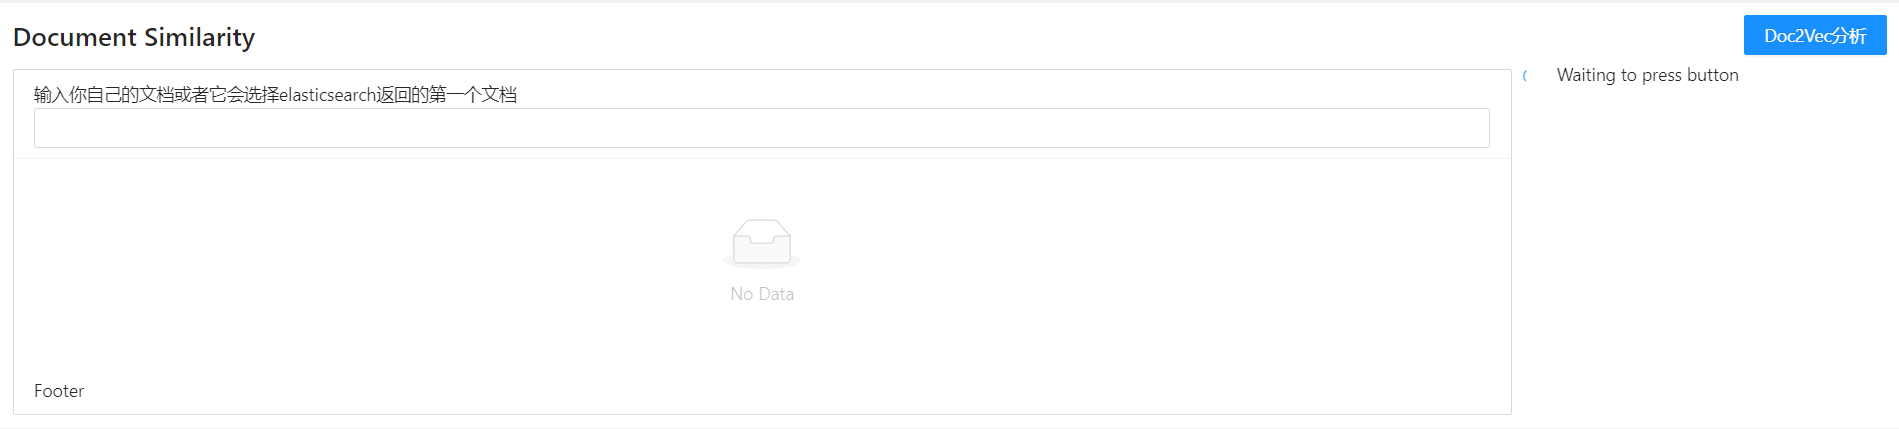 Document Similarity
Doc2Vec分析
输入你自己的文档或者它会选择elasticsearch返回的第一个文档
Waiting to press button
No Data
Footer